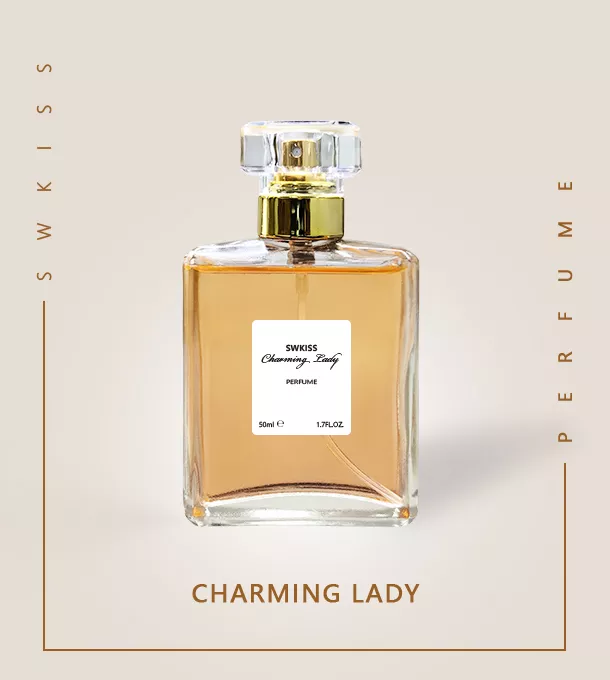 SWKISS
PERFUME
SWKISS
Charming Lady
PERFUME
50ml ℮ 1.7FL.OZ.
CHARMING LADY